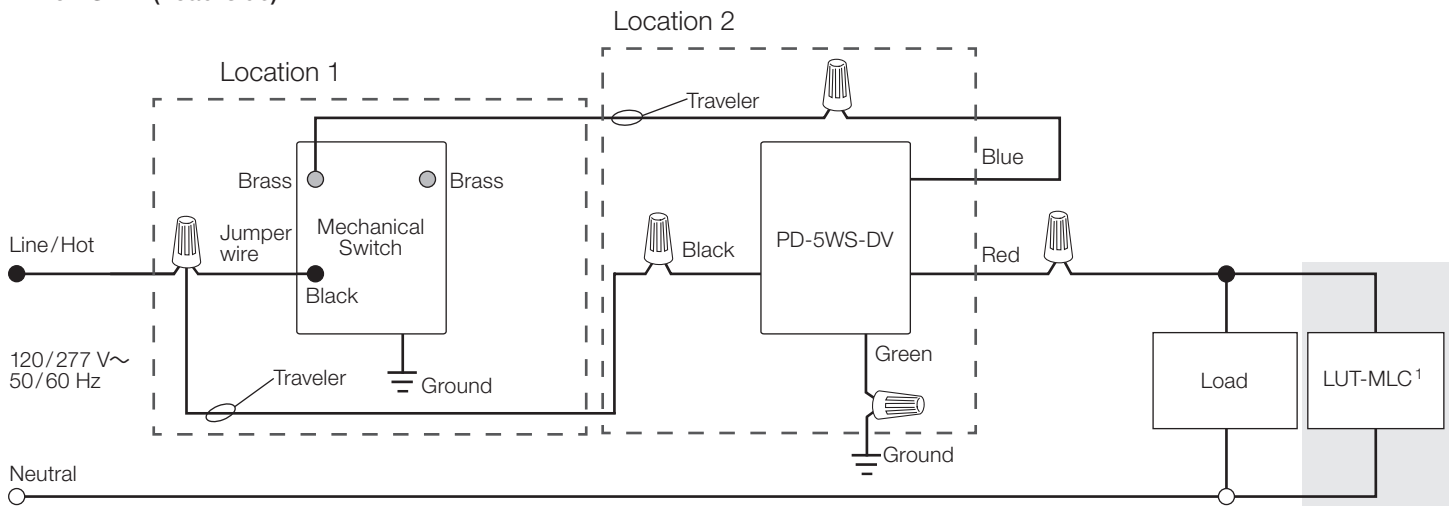 Location 2
Location 1
Traveler
Blue
Brass
Brass
Line/Hot
Jumper
wire
Mechanical
Switch
Black
PD-5WS-DV
Red
Black
120/277 V~
50/60 Hz
Traveler
Ground
Green
Load
LUT-MLC1
Ground
Neutral